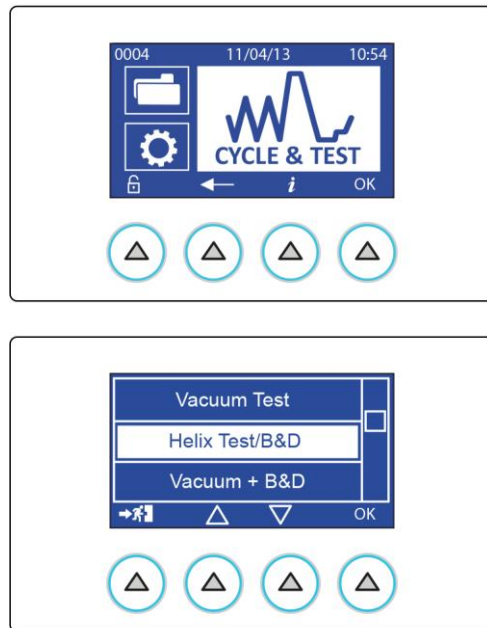 0004 11/04/13 10:54
CYCLE & TEST
i OK
Vacuum Test
Helix Test/B&D
Vacuum + B&D
OK